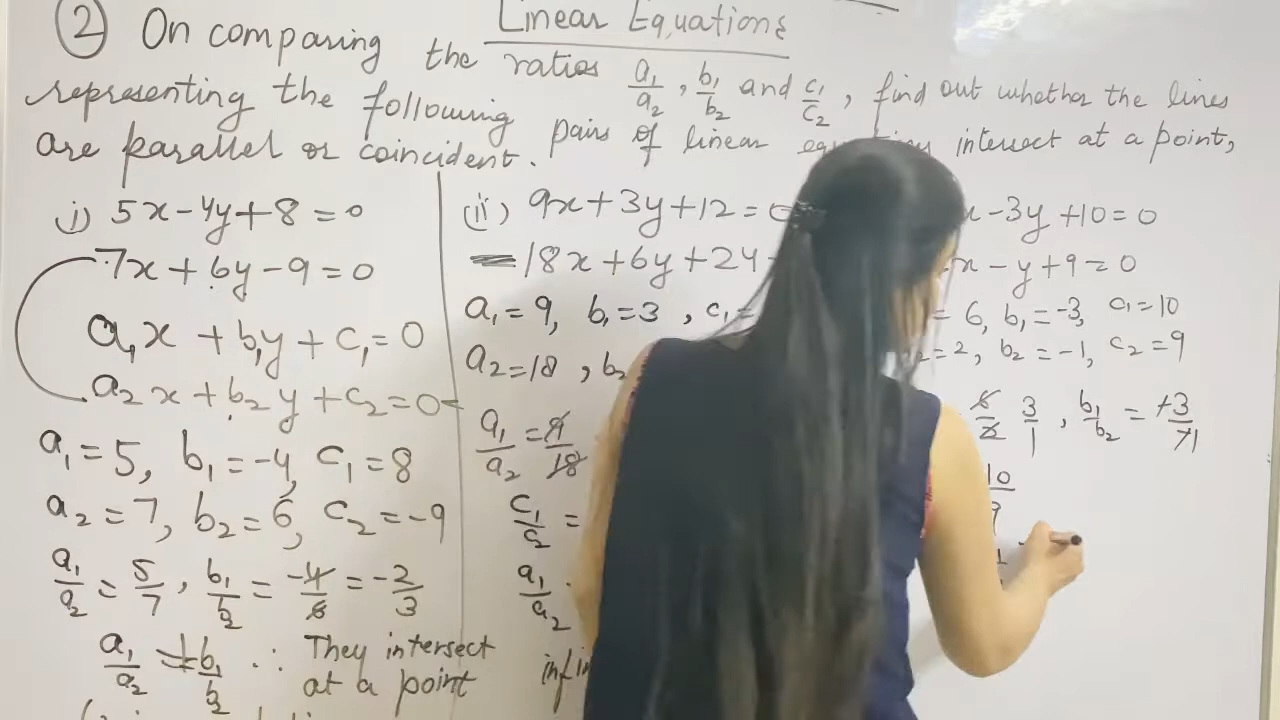 Linear Equations
② On comparing the ratios a₁/a₂, b₁/b₂ and c₁/c₂, find out whether the lines
representing the following pairs of linear intersect at a point,
are parallel or coincident.
i) 5x-4y+8=0
7x+6y-9=0
a₁x+b₁y+c₁=0
a₂x+b₂y+c₂=0
a₁=5, b₁=-4, c₁=8
a₂=7, b₂=6, c₂=-9
a₁/a₂=5/7, b₁/b₂=-4/6=-2/3
a₁/a₂≠b₁/b₂ ∴ They intersect
at a point
(ii) 9x+3y+12=0
18x+6y+24
a₁=9, b₁=3, c₁=
a₂=18, b₂
a₁/a₂=9/18
c₁/c₂=
a₁/a₂
x-3y+10=0
x-y+9=0
=6, b₁=-3, c₁=10
₂=2, b₂=-1, c₂=9
6/2 3/1, b₁/b₂=+3/+1
10/9